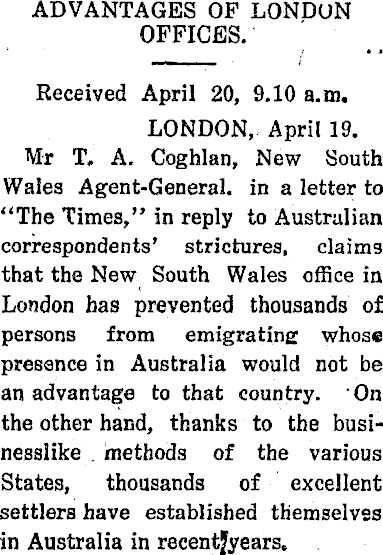 ADVANTAGES OF LONDON
OFFICES.
Received April 20, 9.10 a.m.
LONDON, April 19.
Mr T. A. Coghlan, New South
Wales Agent-General. in a letter to
"The Times," in reply to Australian
correspondents' strictures, claims
that the New South Wales office in
London has prevented thousands of
persons from emigrating whose
presence in Australia would not be
an advantage to that country. On
the other hand, thanks to the busi-
nesslike methods of the various
States, thousands of excellent
settlers have established themselves
in Australia in recent years.